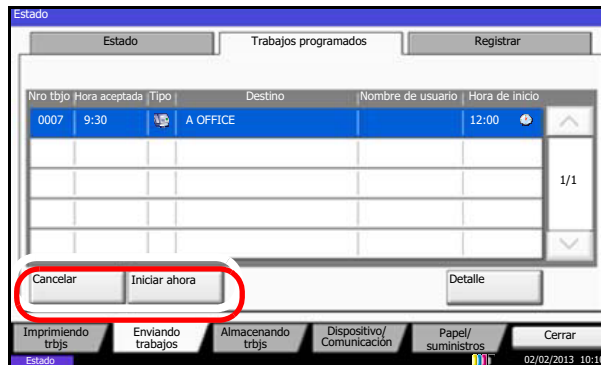 Estado
Estado Trabajos programados Registrar
Nro tbjo Hora aceptada Tipo Destino Nombre de usuario Hora de inicio
0007 9:30 A OFFICE 12:00
1/1
Cancelar Iniciar ahora Detalle
Imprimiendo trbjs Enviando trabajos Almacenando trbjs Dispositivo/ Comunicación Papel/ suministros Cerrar
Estado 02/02/2013 10:10